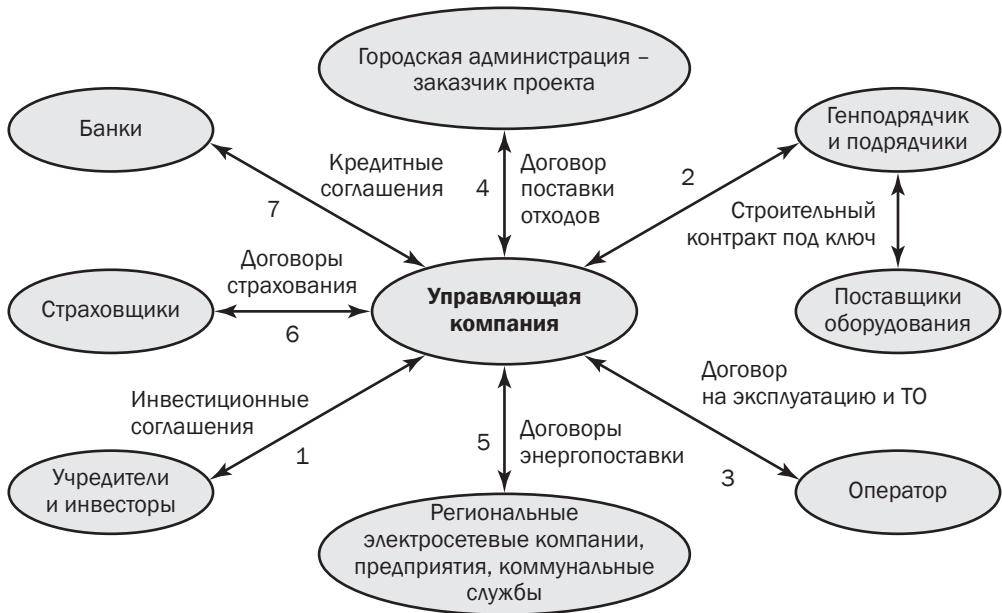 Городская администрация –
заказчик проекта
Банки
Генподрядчик
и подрядчики
Кредитные
соглашения
7
4
Договор
поставки
отходов
2
Строительный
контракт под ключ
Договоры
страхования
6
Страховщики
Управляющая
компания
Поставщики
оборудования
Инвестиционные
соглашения
1
5
Договоры
энергопоставки
Договор
на эксплуатацию и ТО
3
Учредители
и инвесторы
Региональные
электросетевые компании,
предприятия, коммунальные
службы
Оператор